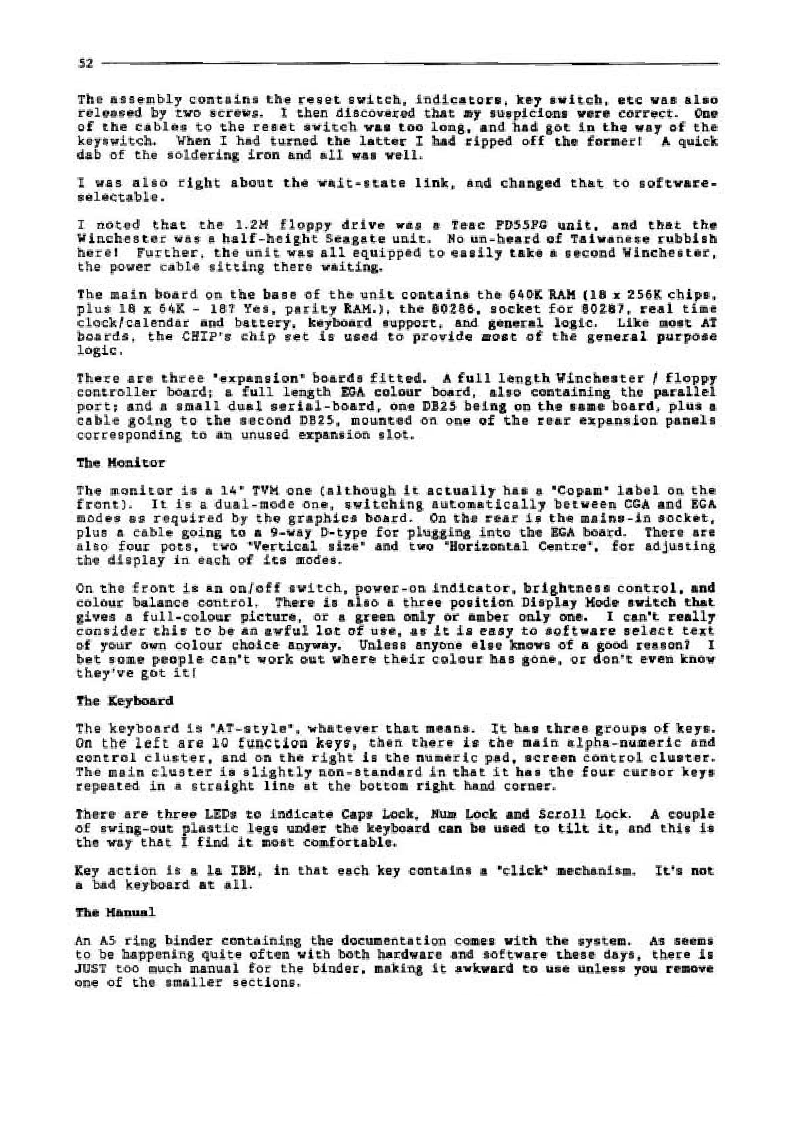 52
The assembly contains the reset switch, indicators, key switch, etc was also
released by two screws. I then discovered that my suspicions were correct. One
of the cables to the reset switch was too long, and had got in the way of the
keyswitch. When I had turned the latter I had ripped off the former! A quick
dab of the soldering iron and all was well.
I was also right about the wait-state link, and changed that to software-
selectable.
I noted that the 1.2M floppy drive was a Teac FD55FG unit, and that the
Winchester was a half-height Seagate unit. No un-heard of Taiwanese rubbish
here! Further, the unit was all equipped to easily take a second Winchester,
the power cable sitting there waiting.
The main board on the base of the unit contains the 640K RAM (18 x 256K chips,
plus 18 x 64K - 18? Yes, parity RAM.), the 80286, socket for 80287, real time
clock/calendar and battery, keyboard support, and general logic. Like most AT
boards, the CHIP's chip set is used to provide most of the general purpose
logic.
There are three "expansion" boards fitted. A full length Winchester / floppy
controller board; a full length EGA colour board, also containing the parallel
port; and a small dual serial-board, one DB25 being on the same board, plus a
cable going to the second DB25, mounted on one of the rear expansion panels
corresponding to an unused expansion slot.
The Monitor
The monitor is a 14" TVM one (although it actually has a "Copam" label on the
front). It is a dual-mode one, switching automatically between CGA and EGA
modes as required by the graphics board. On the rear is the mains-in socket,
plus a cable going to a 9-way D-type for plugging into the EGA board. There are
also four pots, two "Vertical size" and two "Horizontal Centre", for adjusting
the display in each of its modes.
On the front is an on/off switch, power-on indicator, brightness control, and
colour balance control. There is also a three position Display Mode switch that
gives a full-colour picture, or a green only or amber only one. I can't really
consider this to be an awful lot of use, as it is easy to software select text
of your own colour choice anyway. Unless anyone else knows of a good reason? I
bet some people can't work out where their colour has gone, or don't even know
they've got it!
The Keyboard
The keyboard is "AT-style", whatever that means. It has three groups of keys.
On the left are 10 function keys, then there is the main alpha-numeric and
control cluster, and on the right is the numeric pad, screen control cluster.
The main cluster is slightly non-standard in that it has the four cursor keys
repeated in a straight line at the bottom right hand corner.
There are three LEDs to indicate Caps Lock, Num Lock and Scroll Lock. A couple
of swing-out plastic legs under the keyboard can be used to tilt it, and this is
the way that I find it most comfortable.
Key action is a la IBM, in that each key contains a "click" mechanism. It's not
a bad keyboard at all.
The Manual
An A5 ring binder containing the documentation comes with the system. As seems
to be happening quite often with both hardware and software these days, there is
JUST too much manual for the binder, making it awkward to use unless you remove
one of the smaller sections.